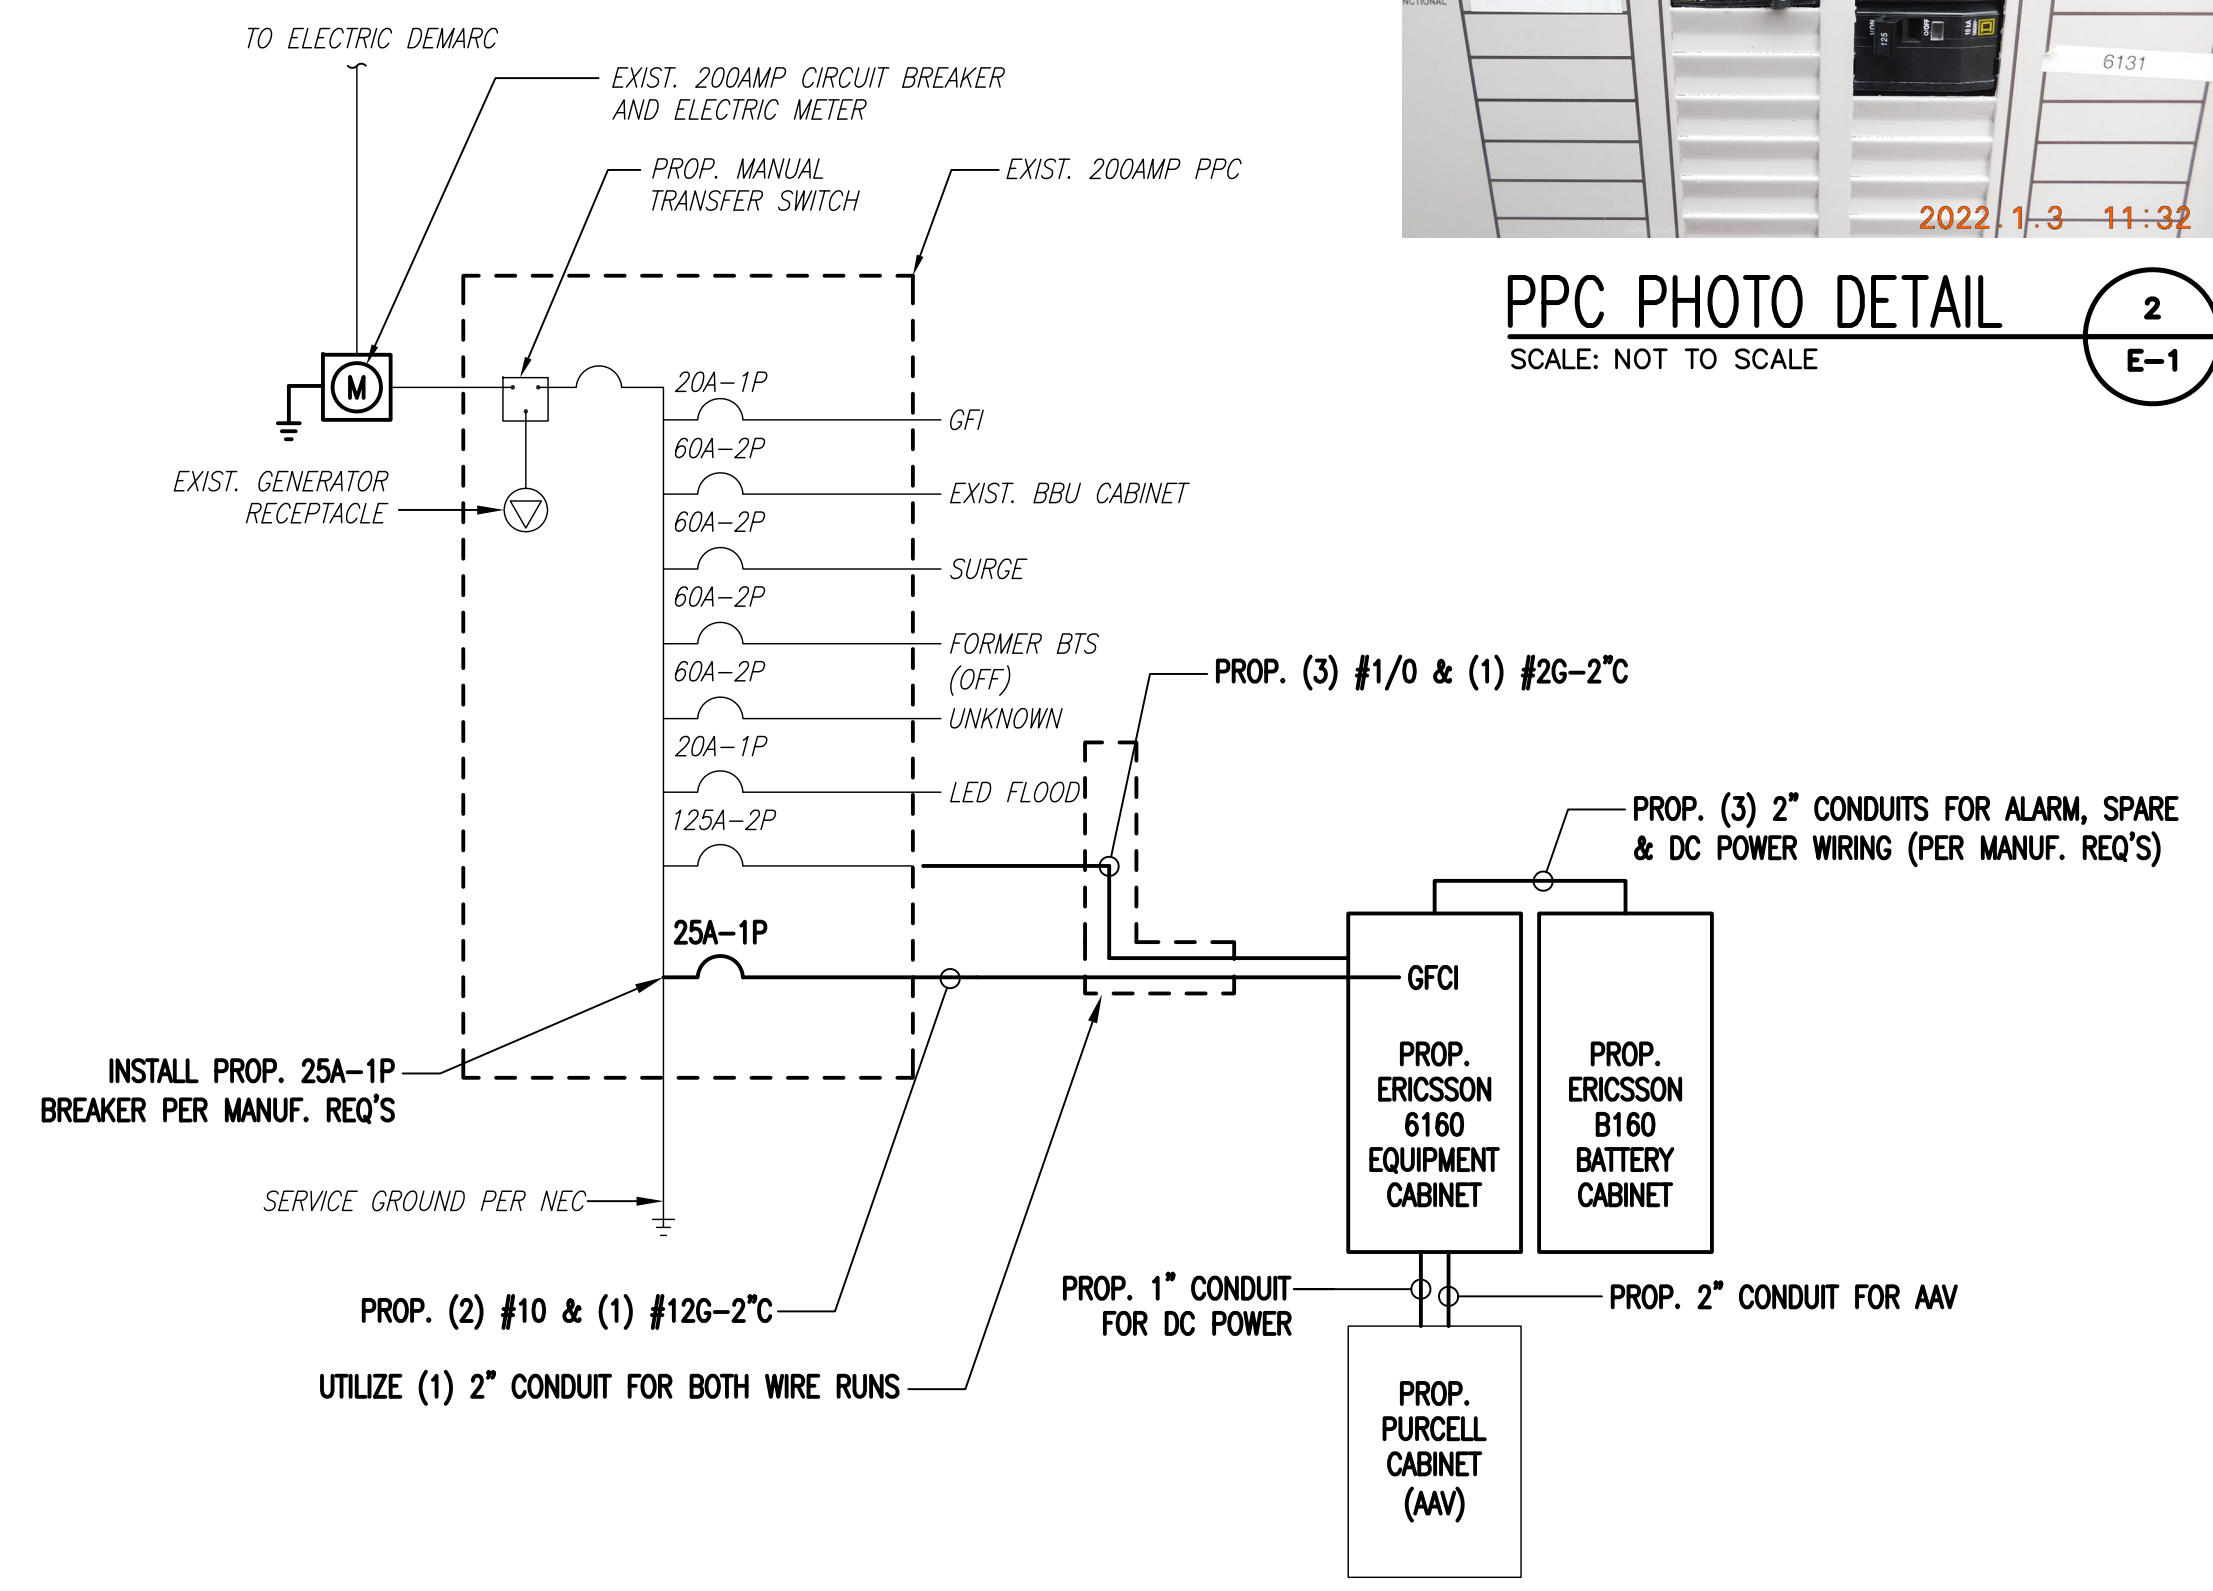 TO ELECTRIC DEMARC
EXIST. 200AMP CIRCUIT BREAKER
AND ELECTRIC METER
PROP. MANUAL
TRANSFER SWITCH
EXIST. 200AMP PPC
M
EXIST. GENERATOR
RECEPTACLE
20A-1P
GFI
60A-2P
EXIST. BBU CABINET
60A-2P
SURGE
60A-2P
FORMER BTS
(OFF)
60A-2P
UNKNOWN
20A-1P
LED FLOOD
125A-2P
25A-1P
INSTALL PROP. 25A-1P
BREAKER PER MANUF. REQ'S
SERVICE GROUND PER NEC
PROP. (2) #10 & (1) #12G-2"C
UTILIZE (1) 2" CONDUIT FOR BOTH WIRE RUNS
PROP. (3) #1/0 & (1) #2G-2"C
PROP. (3) 2" CONDUITS FOR ALARM, SPARE
& DC POWER WIRING (PER MANUF. REQ'S)
GFCI
PROP.
ERICSSON
6160
EQUIPMENT
CABINET
PROP.
ERICSSON
B160
BATTERY
CABINET
PROP. 1" CONDUIT
FOR DC POWER
PROP. 2" CONDUIT FOR AAV
PROP.
PURCELL
CABINET
(AAV)
125
O/OFF
10 kA
6131
2022. 1. 3 11:32
PPC PHOTO DETAIL
SCALE: NOT TO SCALE
2
E-1